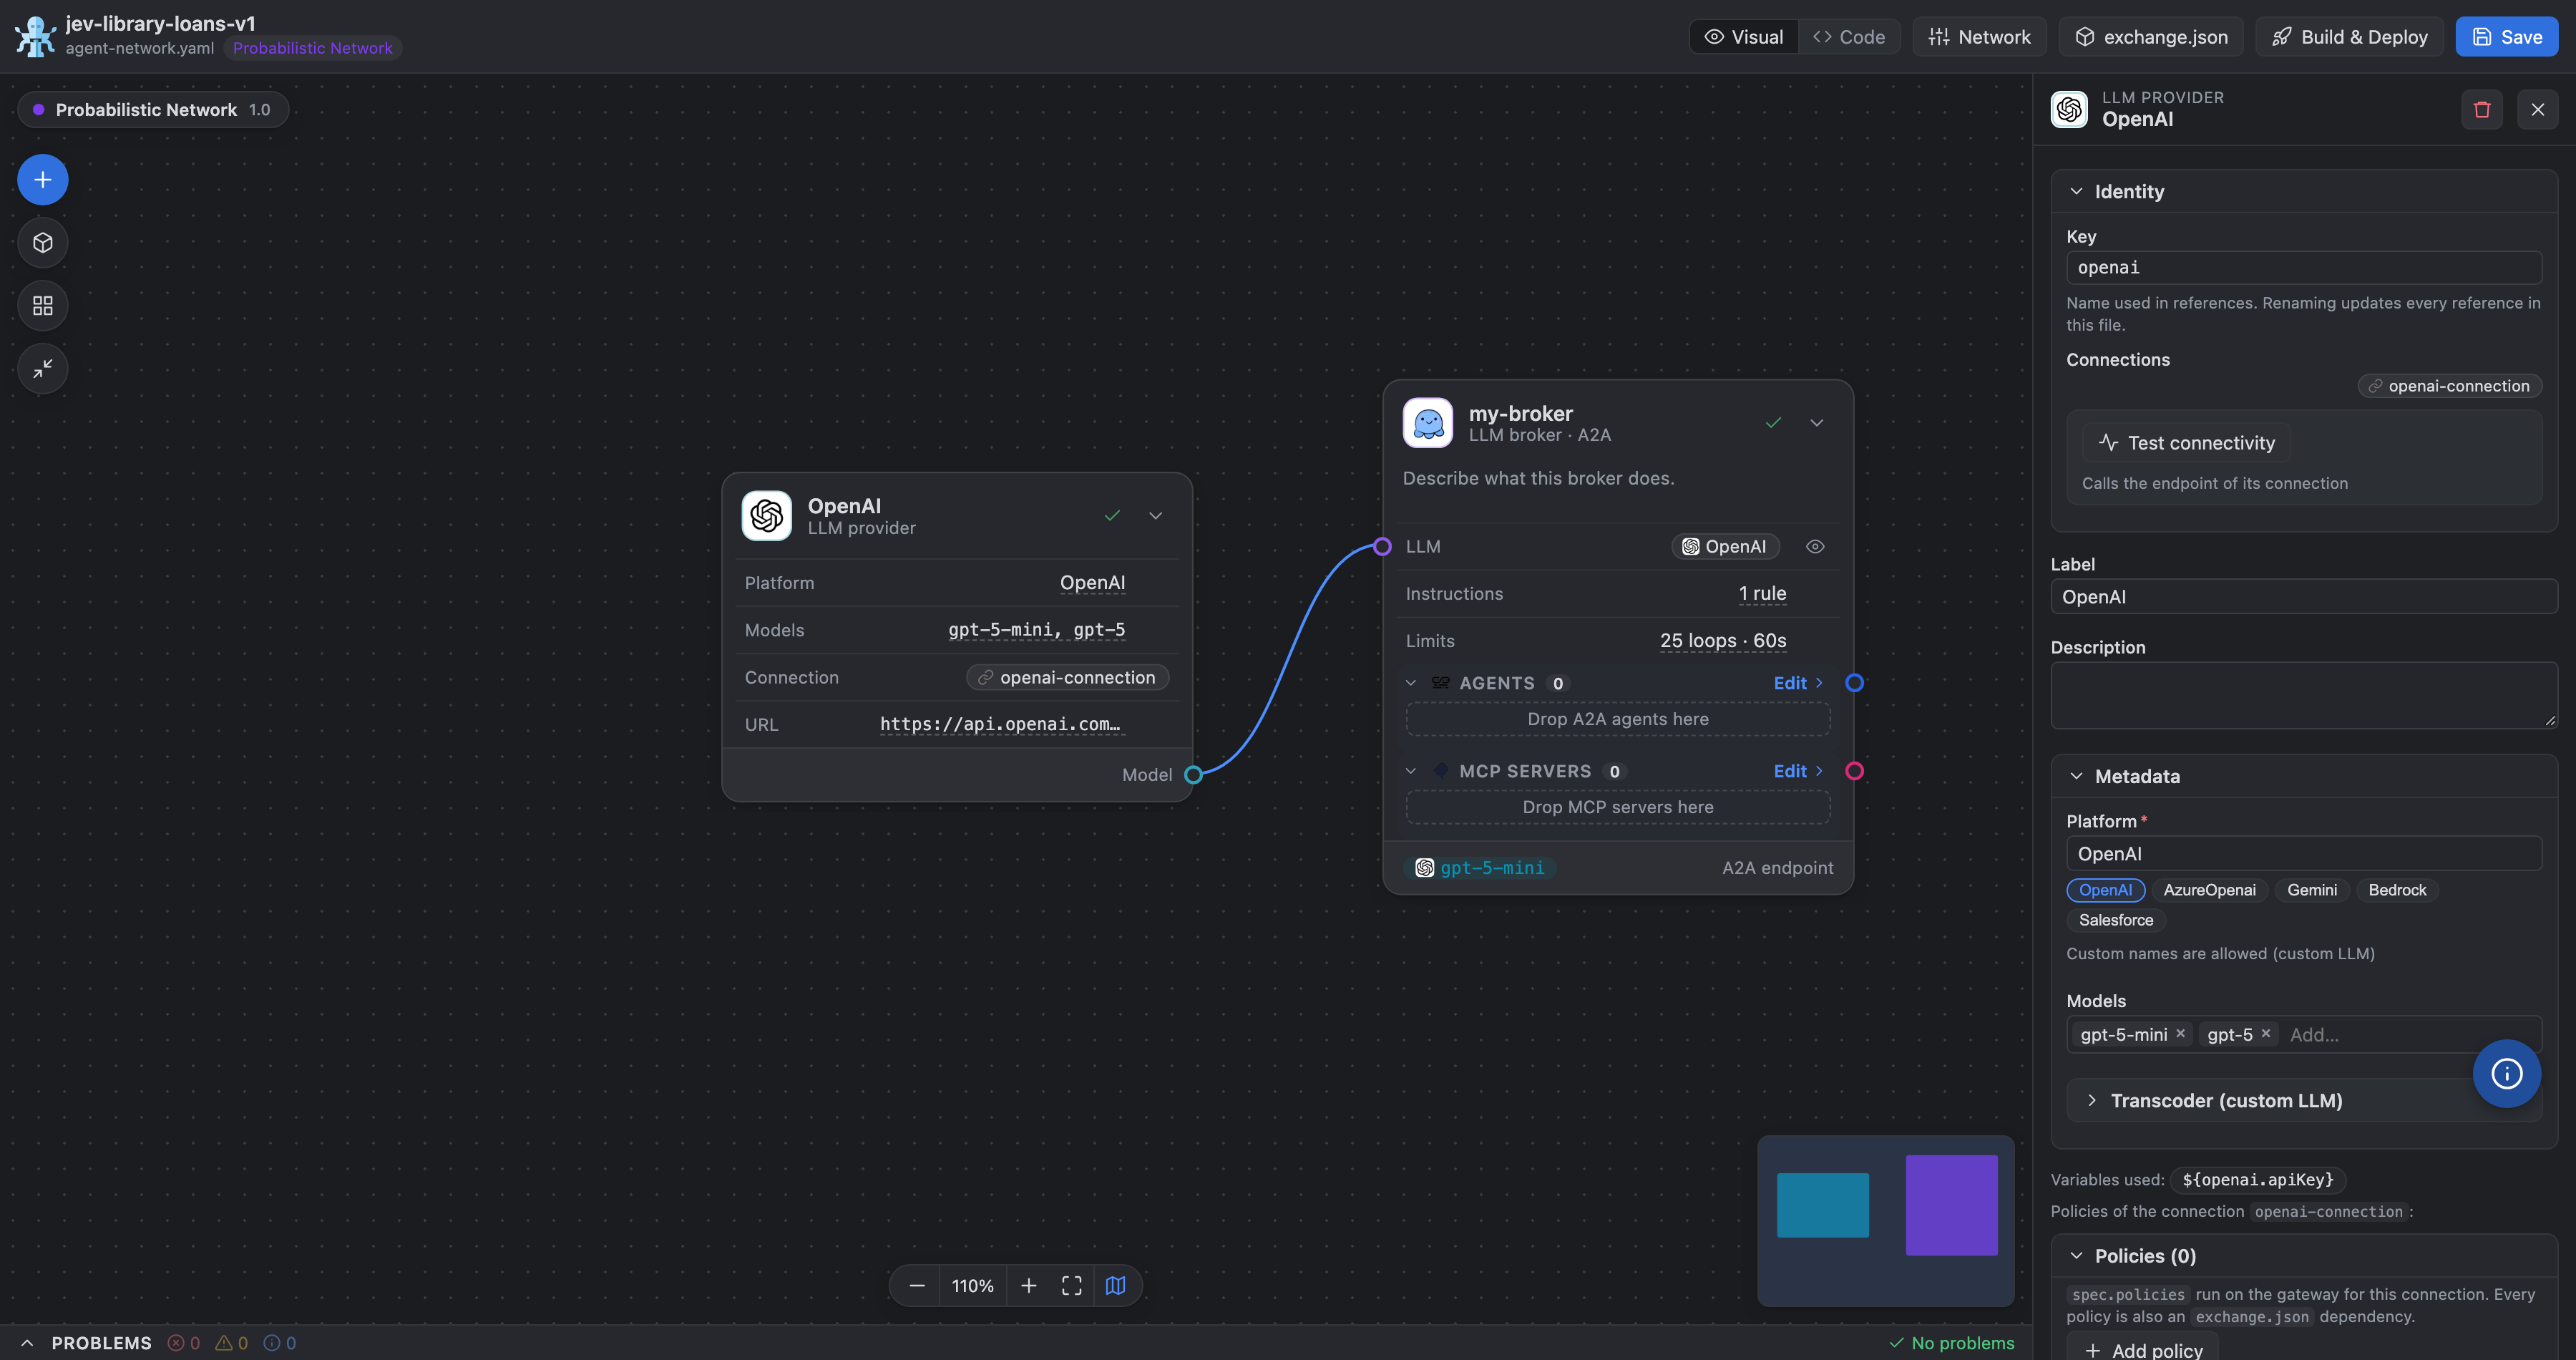 jev-library-loans-v1
agent-network.yaml Probabilistic Network
Visual Code Network exchange.json Build & Deploy Save
Probabilistic Network 1.0
OpenAI
LLM provider
Platform OpenAI
Models gpt-5-mini, gpt-5
Connection openai-connection
URL https://api.openai.com…
Model
my-broker
LLM broker · A2A
Describe what this broker does.
LLM OpenAI
Instructions 1 rule
Limits 25 loops · 60s
AGENTS 0 Edit
Drop A2A agents here
MCP SERVERS 0 Edit
Drop MCP servers here
gpt-5-mini A2A endpoint
110%
PROBLEMS 0 0 0
No problems
LLM PROVIDER
OpenAI
Identity
Key
openai
Name used in references. Renaming updates every reference in
this file.
Connections
openai-connection
Test connectivity
Calls the endpoint of its connection
Label
OpenAI
Description
Metadata
Platform*
OpenAI
OpenAI AzureOpenai Gemini Bedrock
Salesforce
Custom names are allowed (custom LLM)
Models
gpt-5-mini × gpt-5 × Add...
Transcoder (custom LLM)
Variables used: ${openai.apiKey}
Policies of the connection openai-connection:
Policies (0)
spec.policies run on the gateway for this connection. Every
policy is also an exchange.json dependency.
Add policy